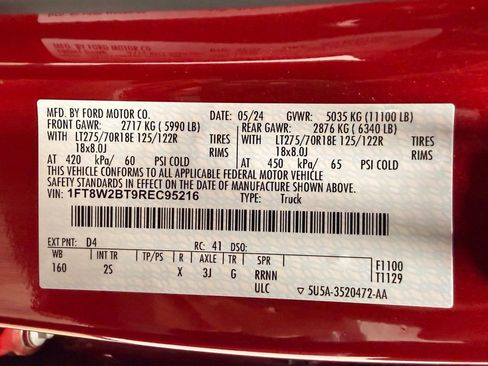 MFD. BY FORD MOTOR CO. 05/24 GVWR: 5035 KG (11100 LB)
FRONT GAWR: 2717 KG (5990 LB) REAR GAWR: 2876 KG (6340 LB)
LT275/70R18E 125/122R TIRES LT275/70R18E 125/122R TIRES
18x8.0J RIMS 18x8.0J RIMS
AT 420 kPa/ 60 PSI COLD AT 450 kPa/ 65 PSI COLD
THIS VEHICLE CONFORMS TO ALL APPLICABLE FEDERAL MOTOR VEHICLE
SAFETY AND THEFT PREVENTION STANDARDS IN EFFECT ON THE DATE OF MANUFACTURE SHOWN ABOVE.
VIN: 1FT8W2BT9REC95216 TYPE: Truck
EXT PNT: D4 RC: 41 DSO:
WB INT TR TP/PS R AXLE TR SPR F1100
160 2S X 3J G RRNN T1129
ULC ▽ 5U5A-3520472-AA